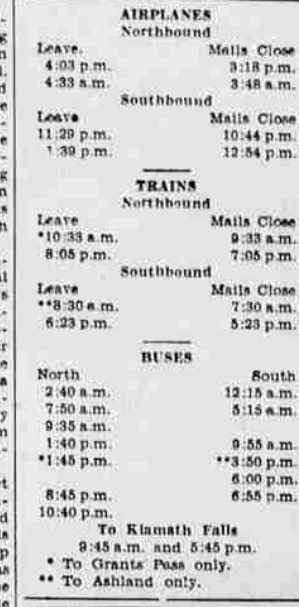 AIRPLANES
Northbound
Leave. Mails Close
4:03 p.m. 3:18 p.m.
4:33 a.m. 3:48 a.m.
Southbound
Leave Mails Close
11:29 p.m. 10:44 p.m.
1:39 p.m. 12:54 p.m.
TRAINS
Northbound
Leave Mails Close
*10:33 a.m. 9:33 a.m.
8:05 p.m. 7:05 p.m.
Southbound
Leave Mails Close
**8:30 a.m. 7:30 a.m.
6:23 p.m. 5:23 p.m.
BUSES
North South
2:40 a.m. 12:15 a.m.
7:50 a.m. 5:15 a.m.
9:35 a.m.
1:40 p.m. 9:55 a.m.
*1:45 p.m. **3:50 p.m.
6:00 p.m.
8:45 p.m. 6:55 p.m.
10:40 p.m.
To Klamath Falls
9:45 a.m. and 5:45 p.m.
* To Grants Pass only.
** To Ashland only.